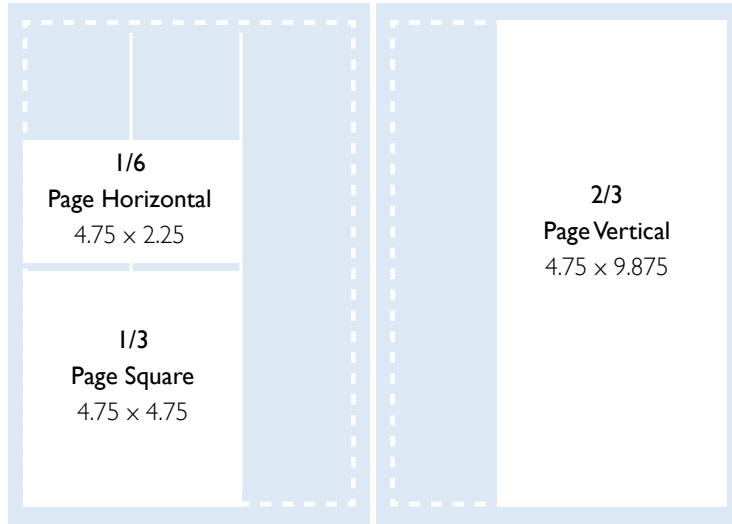 1/6
Page Horizontal
4.75 x 2.25
1/3
Page Square
4.75 x 4.75
2/3
Page Vertical
4.75 x 9.875